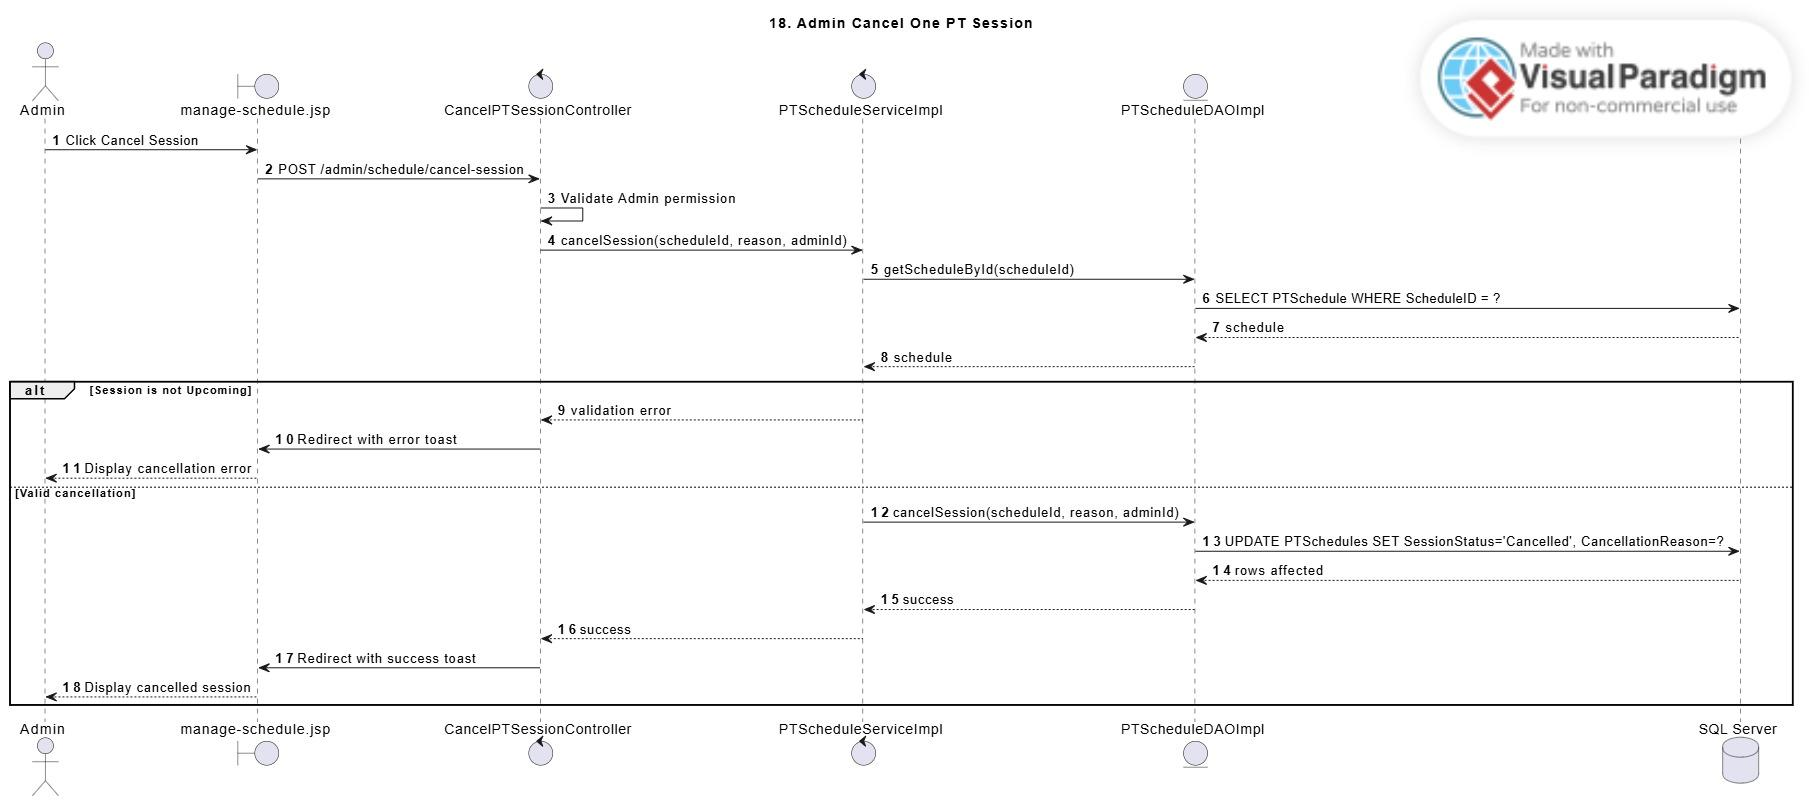 18. Admin Cancel One PT Session
Made with
Visual Paradigm
For non-commercial use
Admin
manage-schedule.jsp
CancelPTSessionController
PTScheduleServiceImpl
PTScheduleDAOImpl
1 Click Cancel Session
2 POST /admin/schedule/cancel-session
3 Validate Admin permission
4 cancelSession(scheduleId, reason, adminId)
5 getScheduleById(scheduleId)
6 SELECT PTSchedule WHERE ScheduleID = ?
7 schedule
8 schedule
alt [Session is not Upcoming]
9 validation error
10 Redirect with error toast
11 Display cancellation error
[Valid cancellation]
12 cancelSession(scheduleId, reason, adminId)
13 UPDATE PTSchedules SET SessionStatus='Cancelled', CancellationReason=?
14 rows affected
15 success
16 success
17 Redirect with success toast
18 Display cancelled session
Admin
manage-schedule.jsp
CancelPTSessionController
PTScheduleServiceImpl
PTScheduleDAOImpl
SQL Server